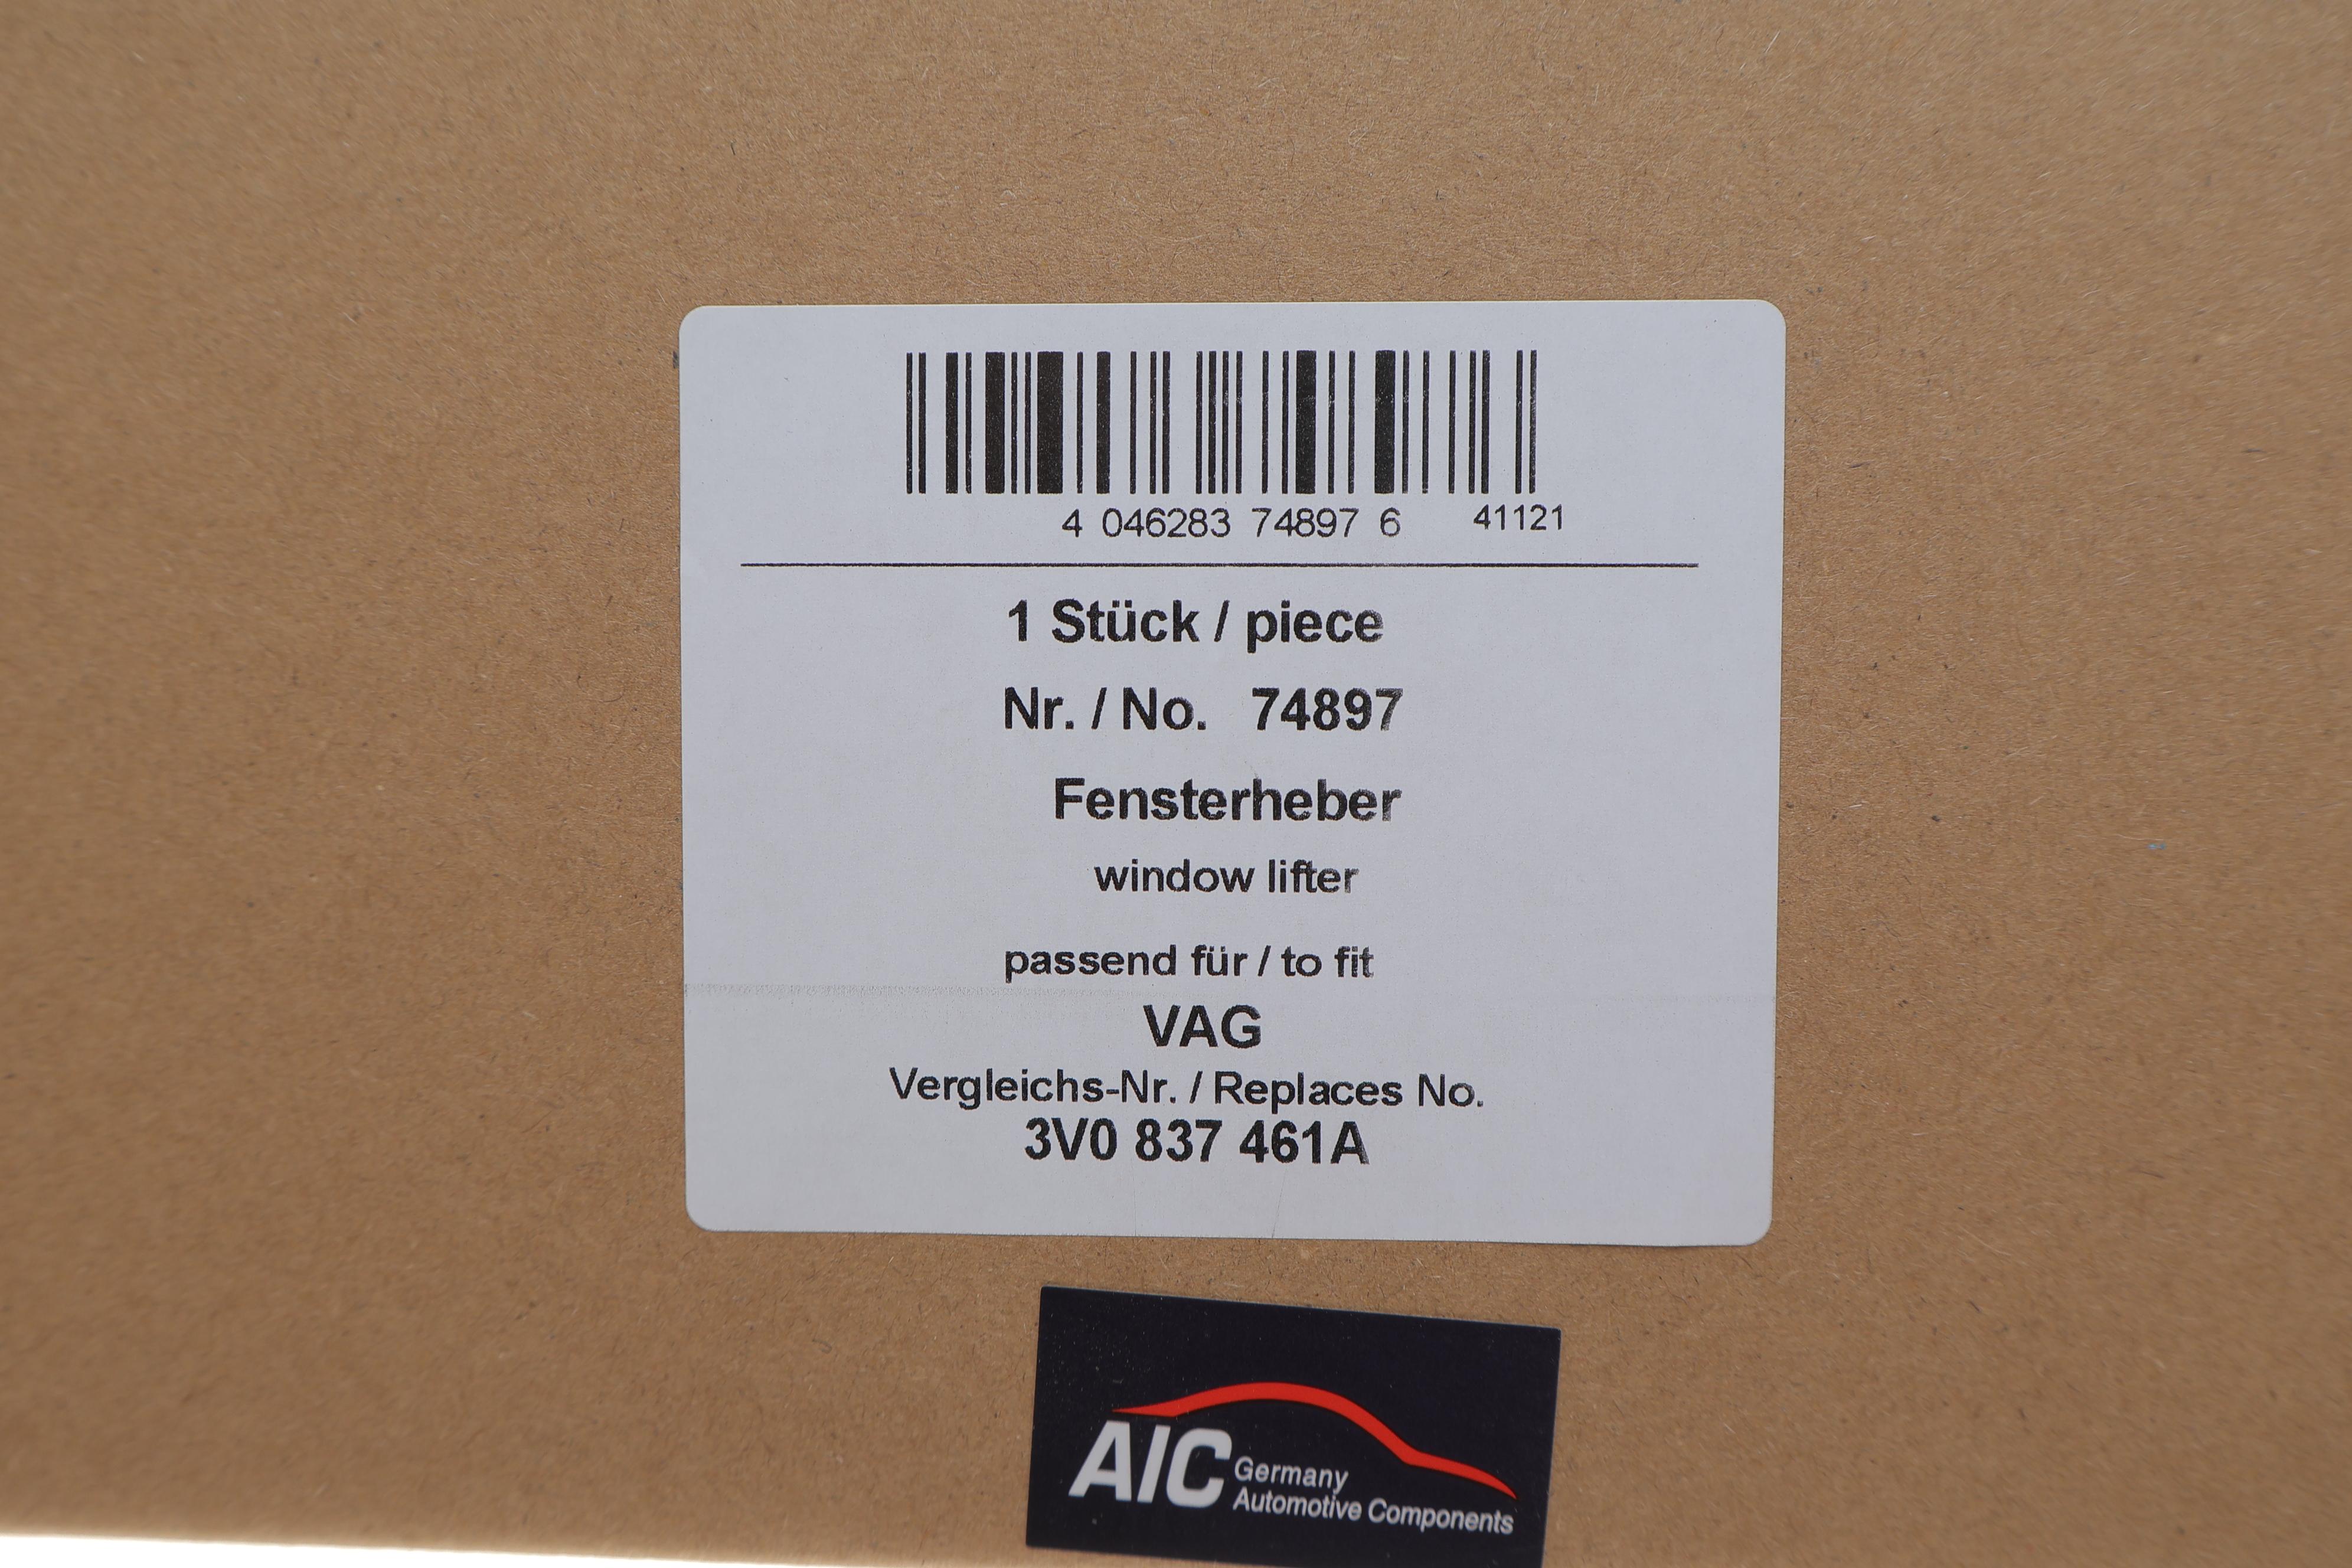 4 046283 74897 6 41121
1 Stück / piece
Nr. / No. 74897
Fensterheber
window lifter
passend für / to fit
VAG
Vergleichs-Nr. / Replaces No.
3V0 837 461A
AIC Germany
Automotive Components